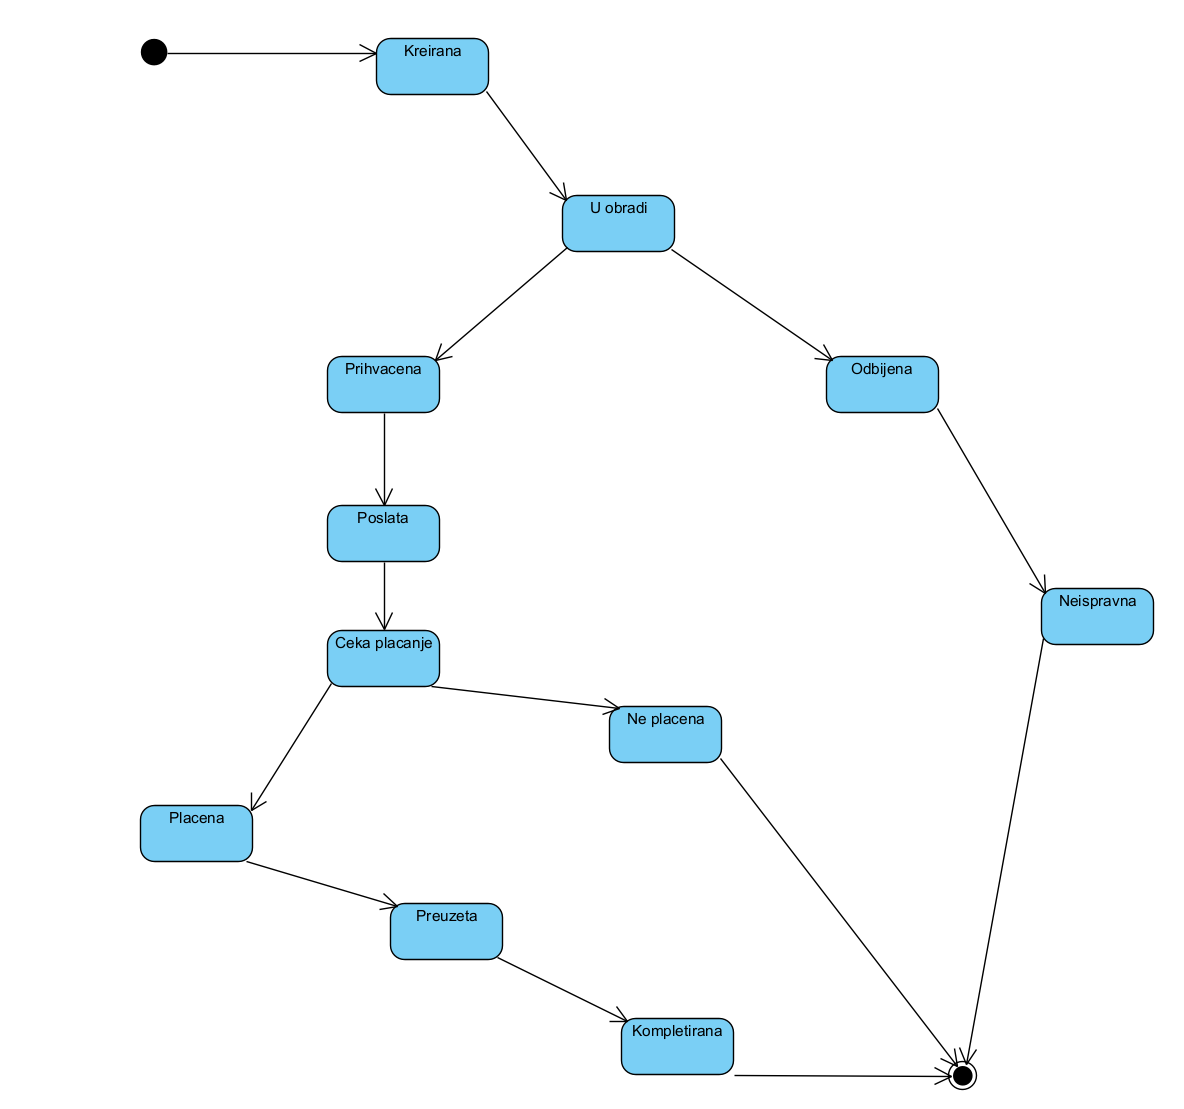 Kreirana
U obradi
Prihvacena
Odbijena
Poslata
Neispravna
Ceka placanje
Ne placena
Placena
Preuzeta
Kompletirana